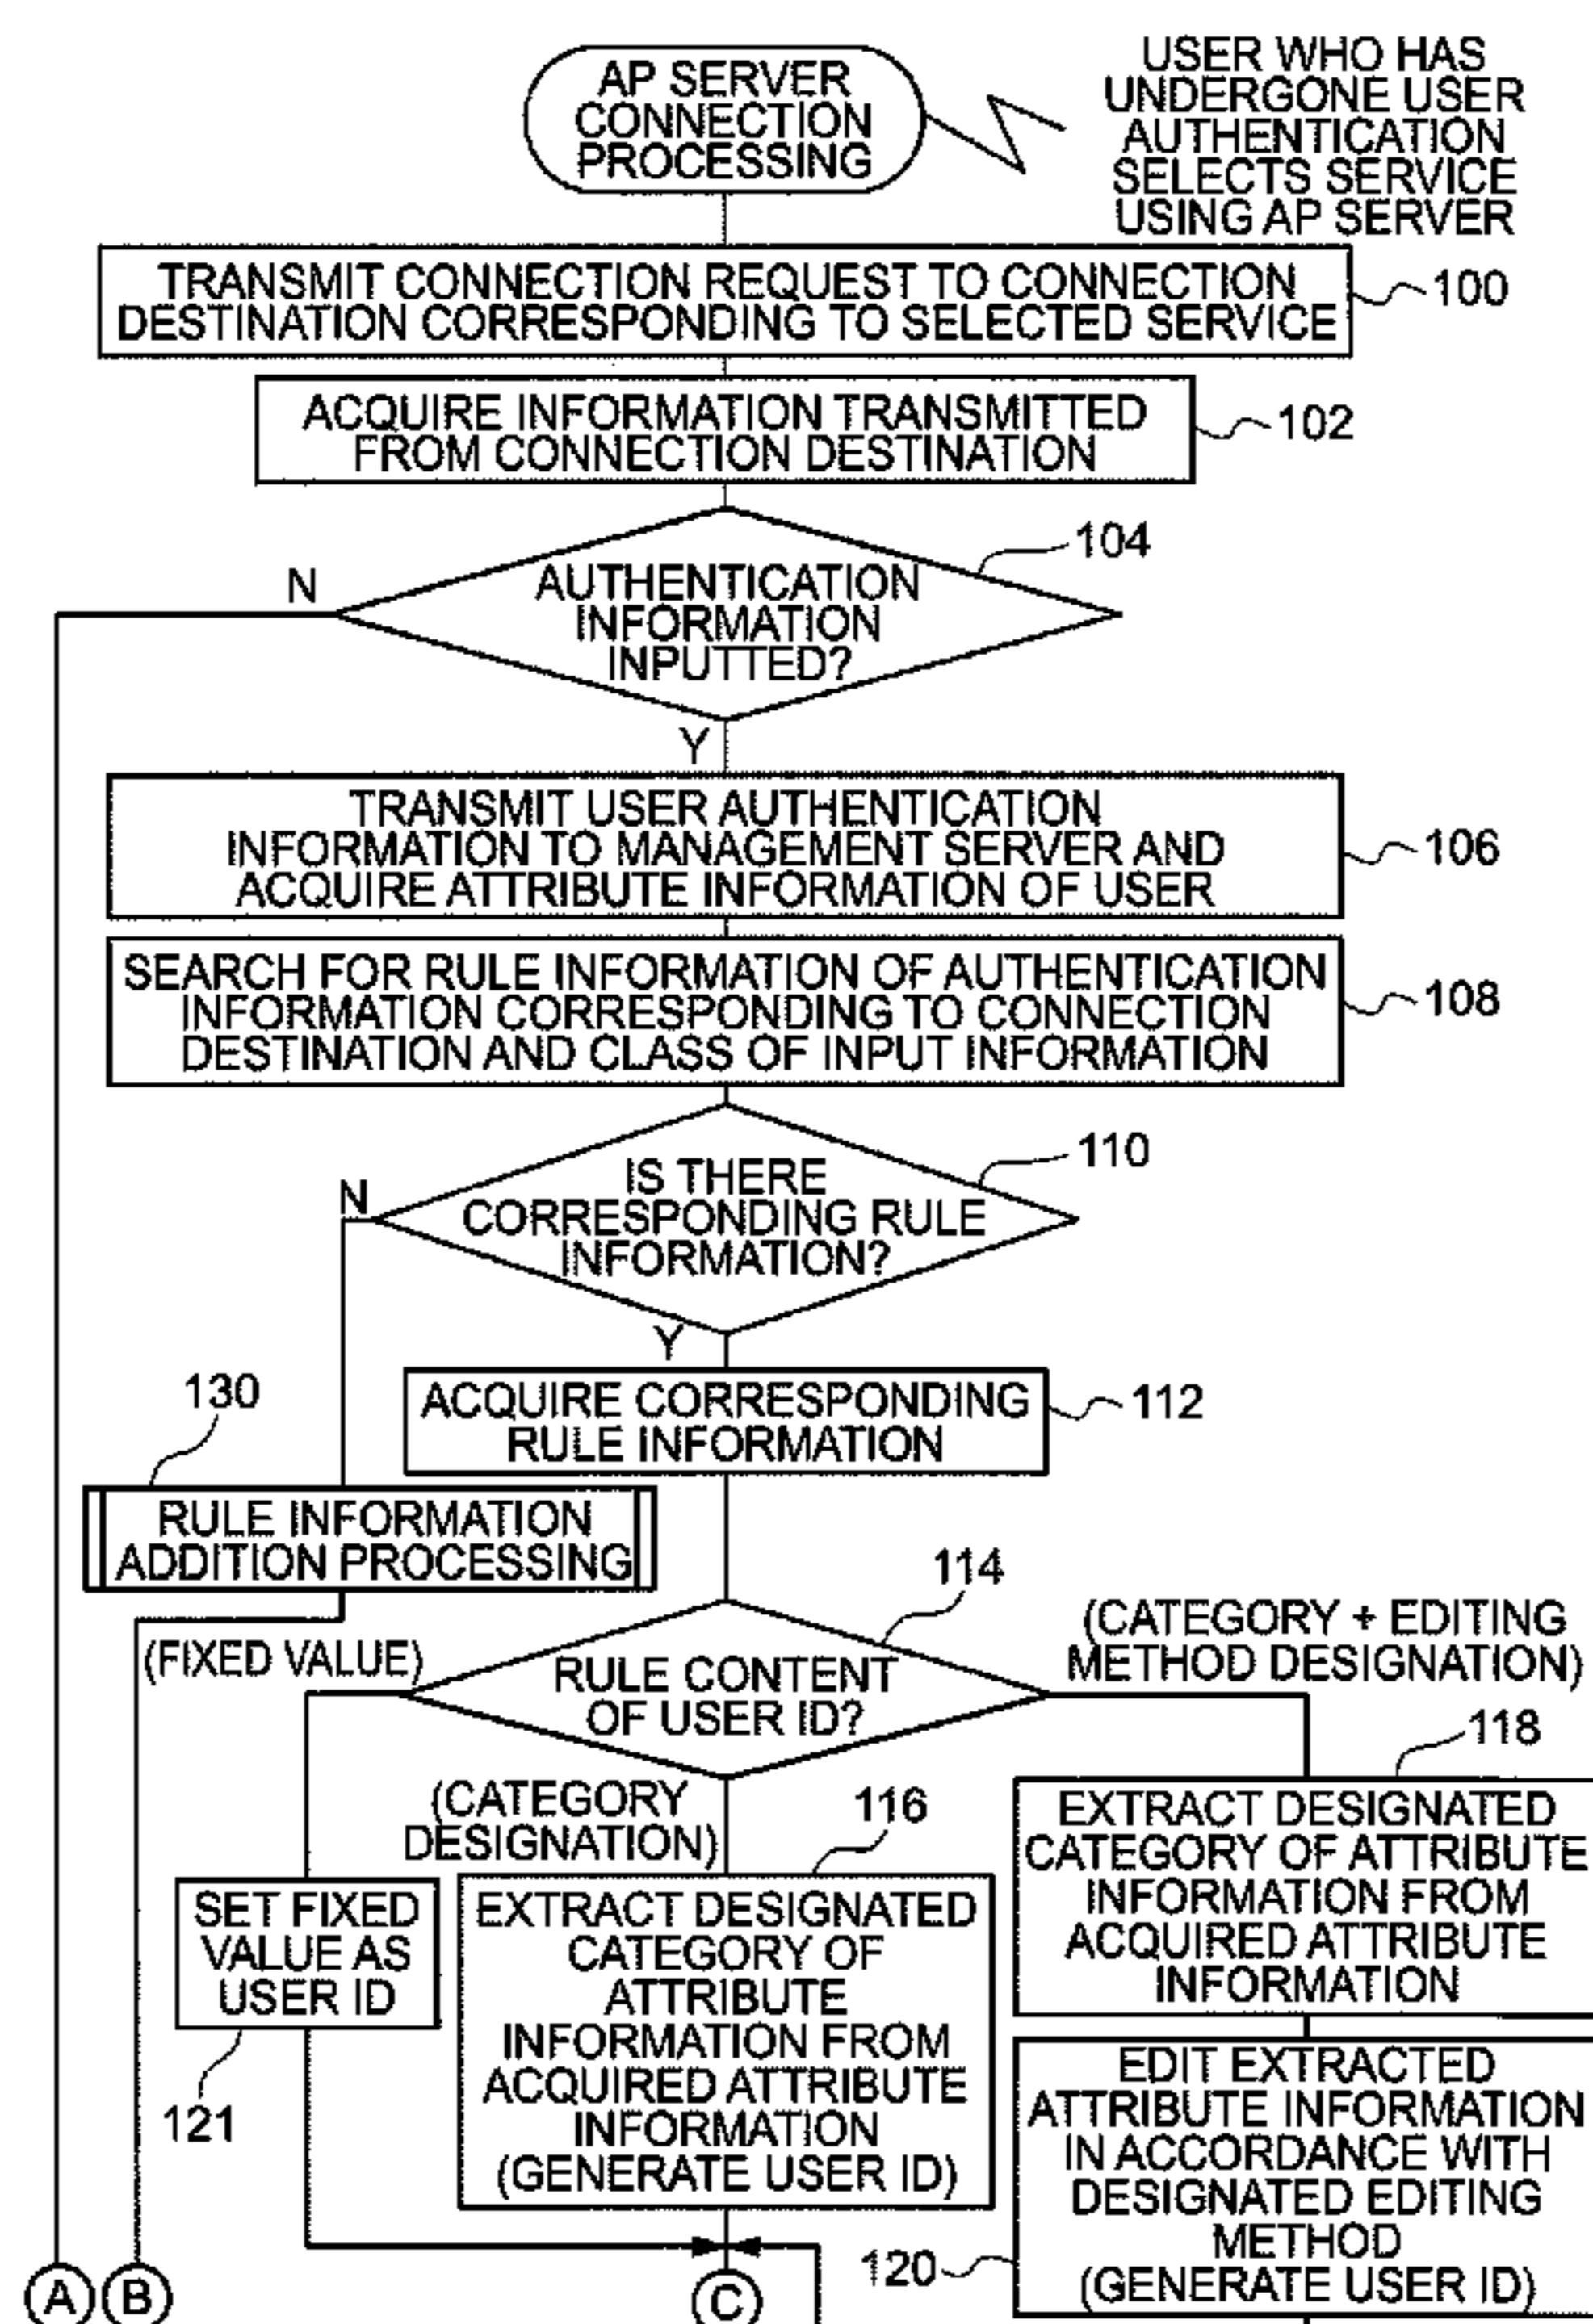 AP SERVER
CONNECTION
PROCESSING
USER WHO HAS
UNDERGONE USER
AUTHENTICATION
SELECTS SERVICE
USING AP SERVER
TRANSMIT CONNECTION REQUEST TO CONNECTION
DESTINATION CORRESPONDING TO SELECTED SERVICE
100
ACQUIRE INFORMATION TRANSMITTED
FROM CONNECTION DESTINATION
102
104
N
AUTHENTICATION
INFORMATION
INPUTTED?
Y
TRANSMIT USER AUTHENTICATION
INFORMATION TO MANAGEMENT SERVER AND
ACQUIRE ATTRIBUTE INFORMATION OF USER
106
SEARCH FOR RULE INFORMATION OF AUTHENTICATION
INFORMATION CORRESPONDING TO CONNECTION
DESTINATION AND CLASS OF INPUT INFORMATION
108
110
N
IS THERE
CORRESPONDING RULE
INFORMATION?
Y
ACQUIRE CORRESPONDING
RULE INFORMATION
112
130
RULE INFORMATION
ADDITION PROCESSING
114
(FIXED VALUE)
RULE CONTENT
OF USER ID?
(CATEGORY + EDITING
METHOD DESIGNATION)
118
(CATEGORY
DESIGNATION)
116
SET FIXED
VALUE AS
USER ID
121
EXTRACT DESIGNATED
CATEGORY OF
ATTRIBUTE
INFORMATION FROM
ACQUIRED ATTRIBUTE
INFORMATION
(GENERATE USER ID)
EXTRACT DESIGNATED
CATEGORY OF ATTRIBUTE
INFORMATION FROM
ACQUIRED ATTRIBUTE
INFORMATION
EDIT EXTRACTED
ATTRIBUTE INFORMATION
IN ACCORDANCE WITH
DESIGNATED EDITING
METHOD
(GENERATE USER ID)
120
A
B
C